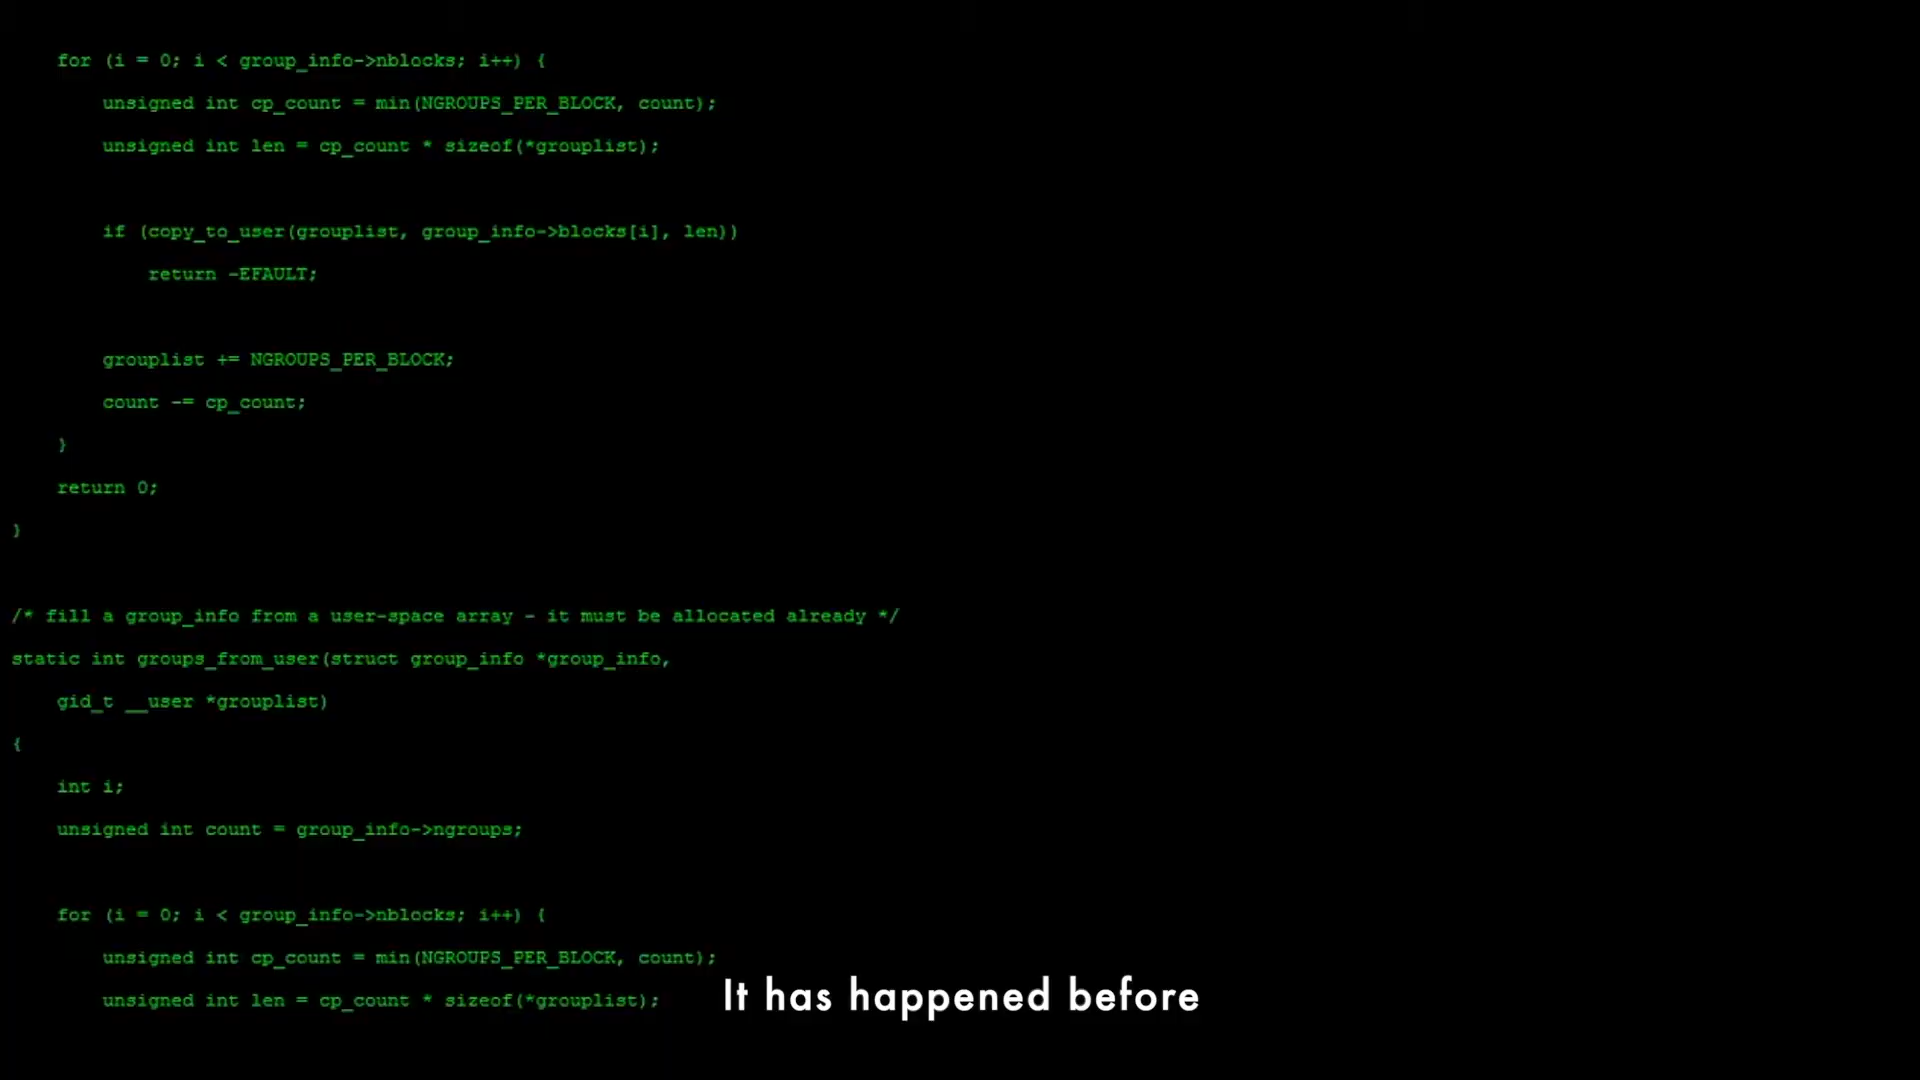 for (i = 0; i < group_info->nblocks; i++) {
unsigned int cp_count = min(NGROUPS_PER_BLOCK, count);
unsigned int len = cp_count * sizeof(*grouplist);
if (copy_to_user(grouplist, group_info->blocks[i], len))
return -EFAULT;
grouplist += NGROUPS_PER_BLOCK;
count -= cp_count;
}
return 0;
}
/* fill a group_info from a user-space array - it must be allocated already */
static int groups_from_user(struct group_info *group_info,
gid_t __user *grouplist)
{
int i;
unsigned int count = group_info->ngroups;
for (i = 0; i < group_info->nblocks; i++) {
unsigned int cp_count = min(NGROUPS_PER_BLOCK, count);
unsigned int len = cp_count * sizeof(*grouplist);
It has happened before